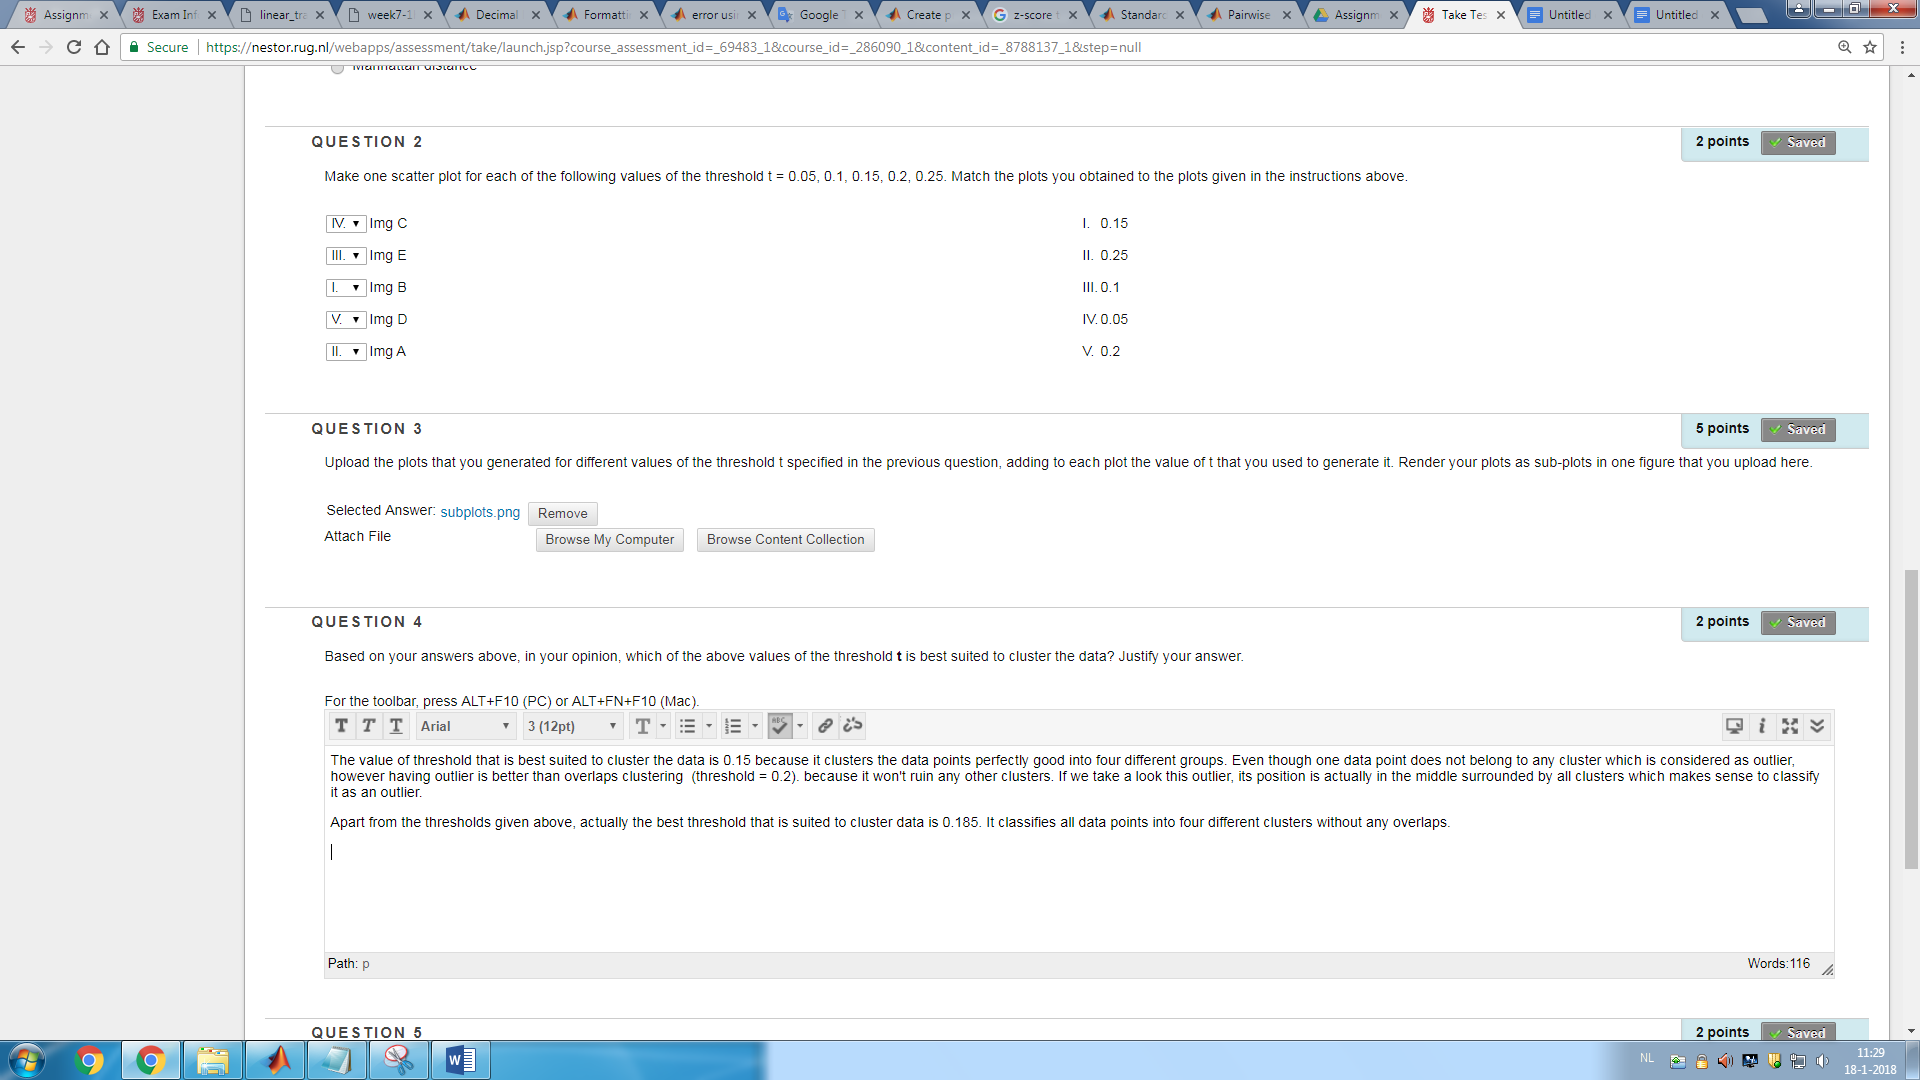 Assignm
Exam Inf
linear_tra
week7-1
Decimal
Formatti
error usi
Google T
Create p
z-score
Standard
Pairwise
Assignm
Take Tes
Untitled
Untitled
Secure https://nestor.rug.nl/webapps/assessment/take/launch.jsp?course_assessment_id=_69483_1&course_id=_286090_1&content_id=_8788137_1&step=null
Manhattan distance
QUESTION 2
2 points Saved
Make one scatter plot for each of the following values of the threshold t = 0.05, 0.1, 0.15, 0.2, 0.25. Match the plots you obtained to the plots given in the instructions above.
IV. Img C I. 0.15
III. Img E II. 0.25
I. Img B III. 0.1
V. Img D IV. 0.05
II. Img A V. 0.2
QUESTION 3
5 points Saved
Upload the plots that you generated for different values of the threshold t specified in the previous question, adding to each plot the value of t that you used to generate it. Render your plots as sub-plots in one figure that you upload here.
Selected Answer: subplots.png Remove
Attach File Browse My Computer Browse Content Collection
QUESTION 4
2 points Saved
Based on your answers above, in your opinion, which of the above values of the threshold t is best suited to cluster the data? Justify your answer.
For the toolbar, press ALT+F10 (PC) or ALT+FN+F10 (Mac).
T T T Arial 3 (12pt) T ABC i
The value of threshold that is best suited to cluster the data is 0.15 because it clusters the data points perfectly good into four different groups. Even though one data point does not belong to any cluster which is considered as outlier,
however having outlier is better than overlaps clustering (threshold = 0.2). because it won't ruin any other clusters. If we take a look this outlier, its position is actually in the middle surrounded by all clusters which makes sense to classify
it as an outlier.
Apart from the thresholds given above, actually the best threshold that is suited to cluster data is 0.185. It classifies all data points into four different clusters without any overlaps.
Path: p Words:116
QUESTION 5
2 points Saved
NL
11:29
18-1-2018